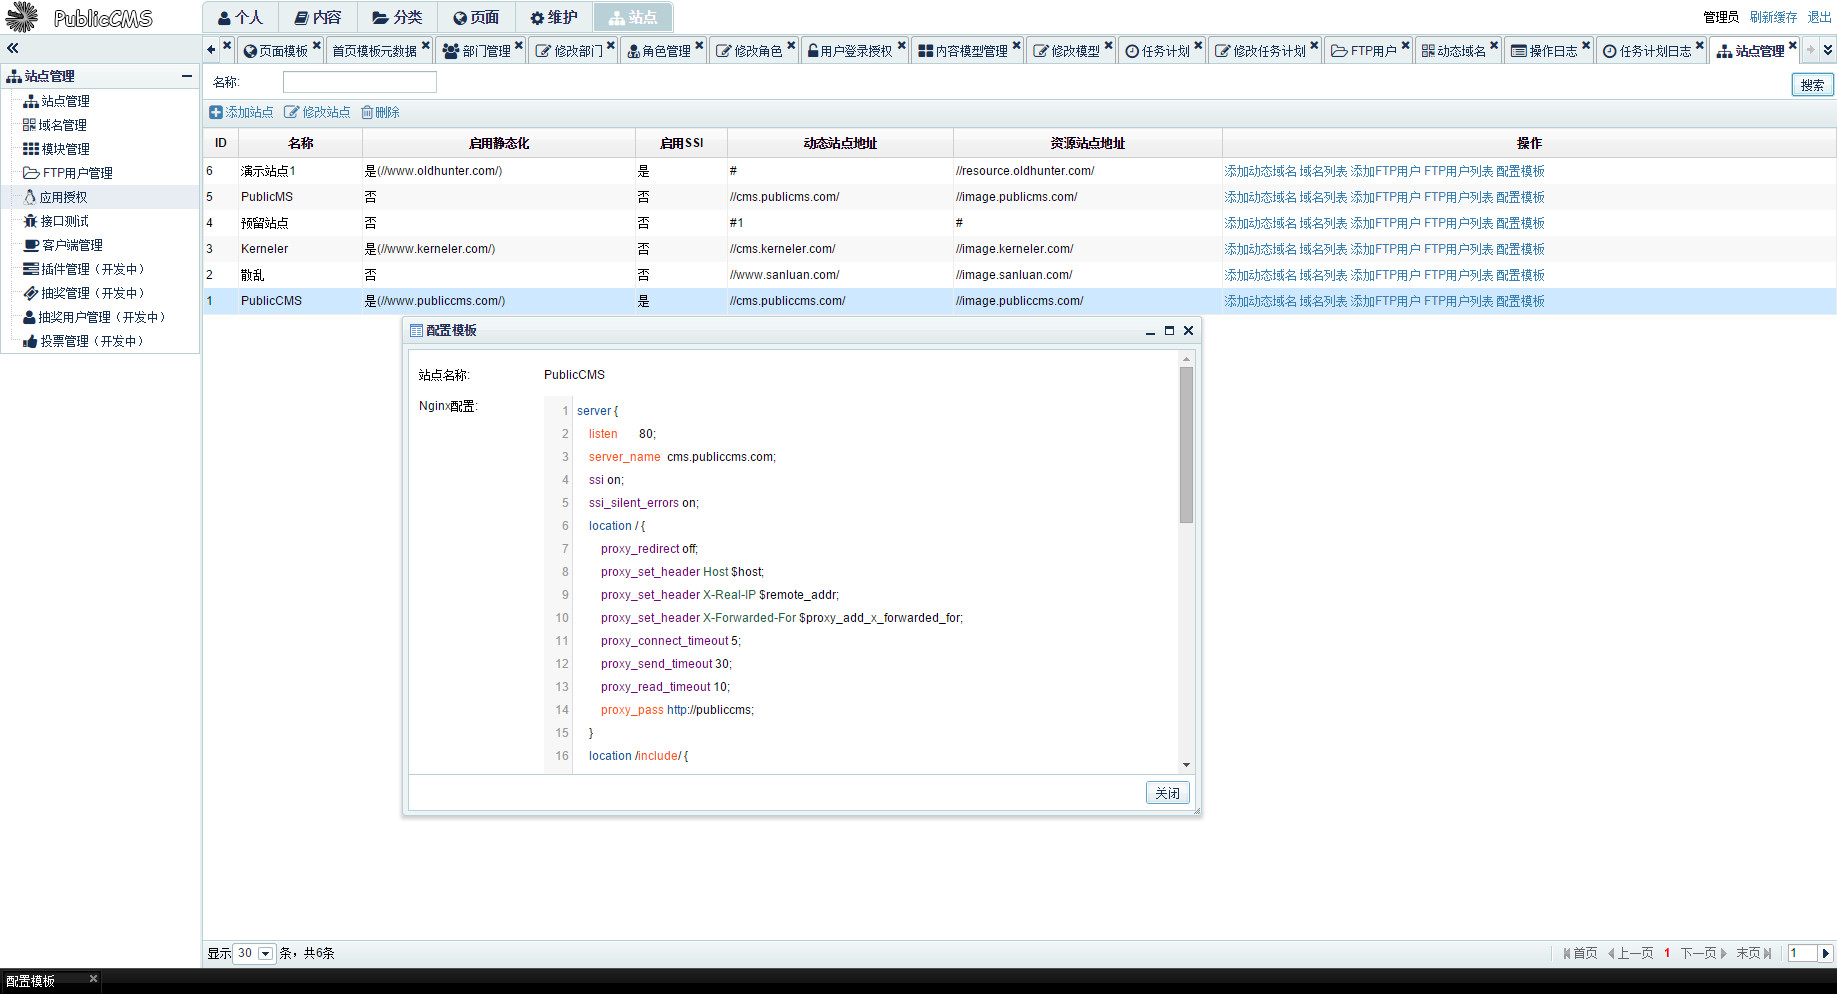 PublicCMS 个人 内容 分类 页面 维护 站点 管理员 刷新缓存 退出
页面模板 首页模板元数据 部门管理 修改部门 角色管理 修改角色 用户登录授权 内容模型管理 修改模型 任务计划 修改任务计划 FTP用户 动态域名 操作日志 任务计划日志 站点管理
站点管理
站点管理
域名管理
模块管理
FTP用户管理
应用授权
接口测试
客户端管理
插件管理（开发中）
抽奖管理（开发中）
抽奖用户管理（开发中）
投票管理（开发中）
名称:
搜索
添加站点 修改站点 删除
ID 名称 启用静态化 启用SSI 动态站点地址 资源站点地址 操作
6 演示站点1 是(//www.oldhunter.com/) 是 # //resource.oldhunter.com/ 添加动态域名 域名列表 添加FTP用户 FTP用户列表 配置模板
5 PublicMS 否 否 //cms.publicms.com/ //image.publicms.com/ 添加动态域名 域名列表 添加FTP用户 FTP用户列表 配置模板
4 预留站点 否 否 #1 # 添加动态域名 域名列表 添加FTP用户 FTP用户列表 配置模板
3 Kerneler 是(//www.kerneler.com/) 否 //cms.kerneler.com/ //image.kerneler.com/ 添加动态域名 域名列表 添加FTP用户 FTP用户列表 配置模板
2 散乱 否 否 //www.sanluan.com/ //image.sanluan.com/ 添加动态域名 域名列表 添加FTP用户 FTP用户列表 配置模板
1 PublicCMS 是(//www.publiccms.com/) 是 //cms.publiccms.com/ //image.publiccms.com/ 添加动态域名 域名列表 添加FTP用户 FTP用户列表 配置模板
配置模板
站点名称: PublicCMS
Nginx配置:
1 server {
2 listen 80;
3 server_name cms.publiccms.com;
4 ssi on;
5 ssi_silent_errors on;
6 location / {
7 proxy_redirect off;
8 proxy_set_header Host $host;
9 proxy_set_header X-Real-IP $remote_addr;
10 proxy_set_header X-Forwarded-For $proxy_add_x_forwarded_for;
11 proxy_connect_timeout 5;
12 proxy_send_timeout 30;
13 proxy_read_timeout 10;
14 proxy_pass http://publiccms;
15 }
16 location /include/ {
关闭
显示 30 条，共6条 首页 上一页 1 下一页 末页 1
配置模板